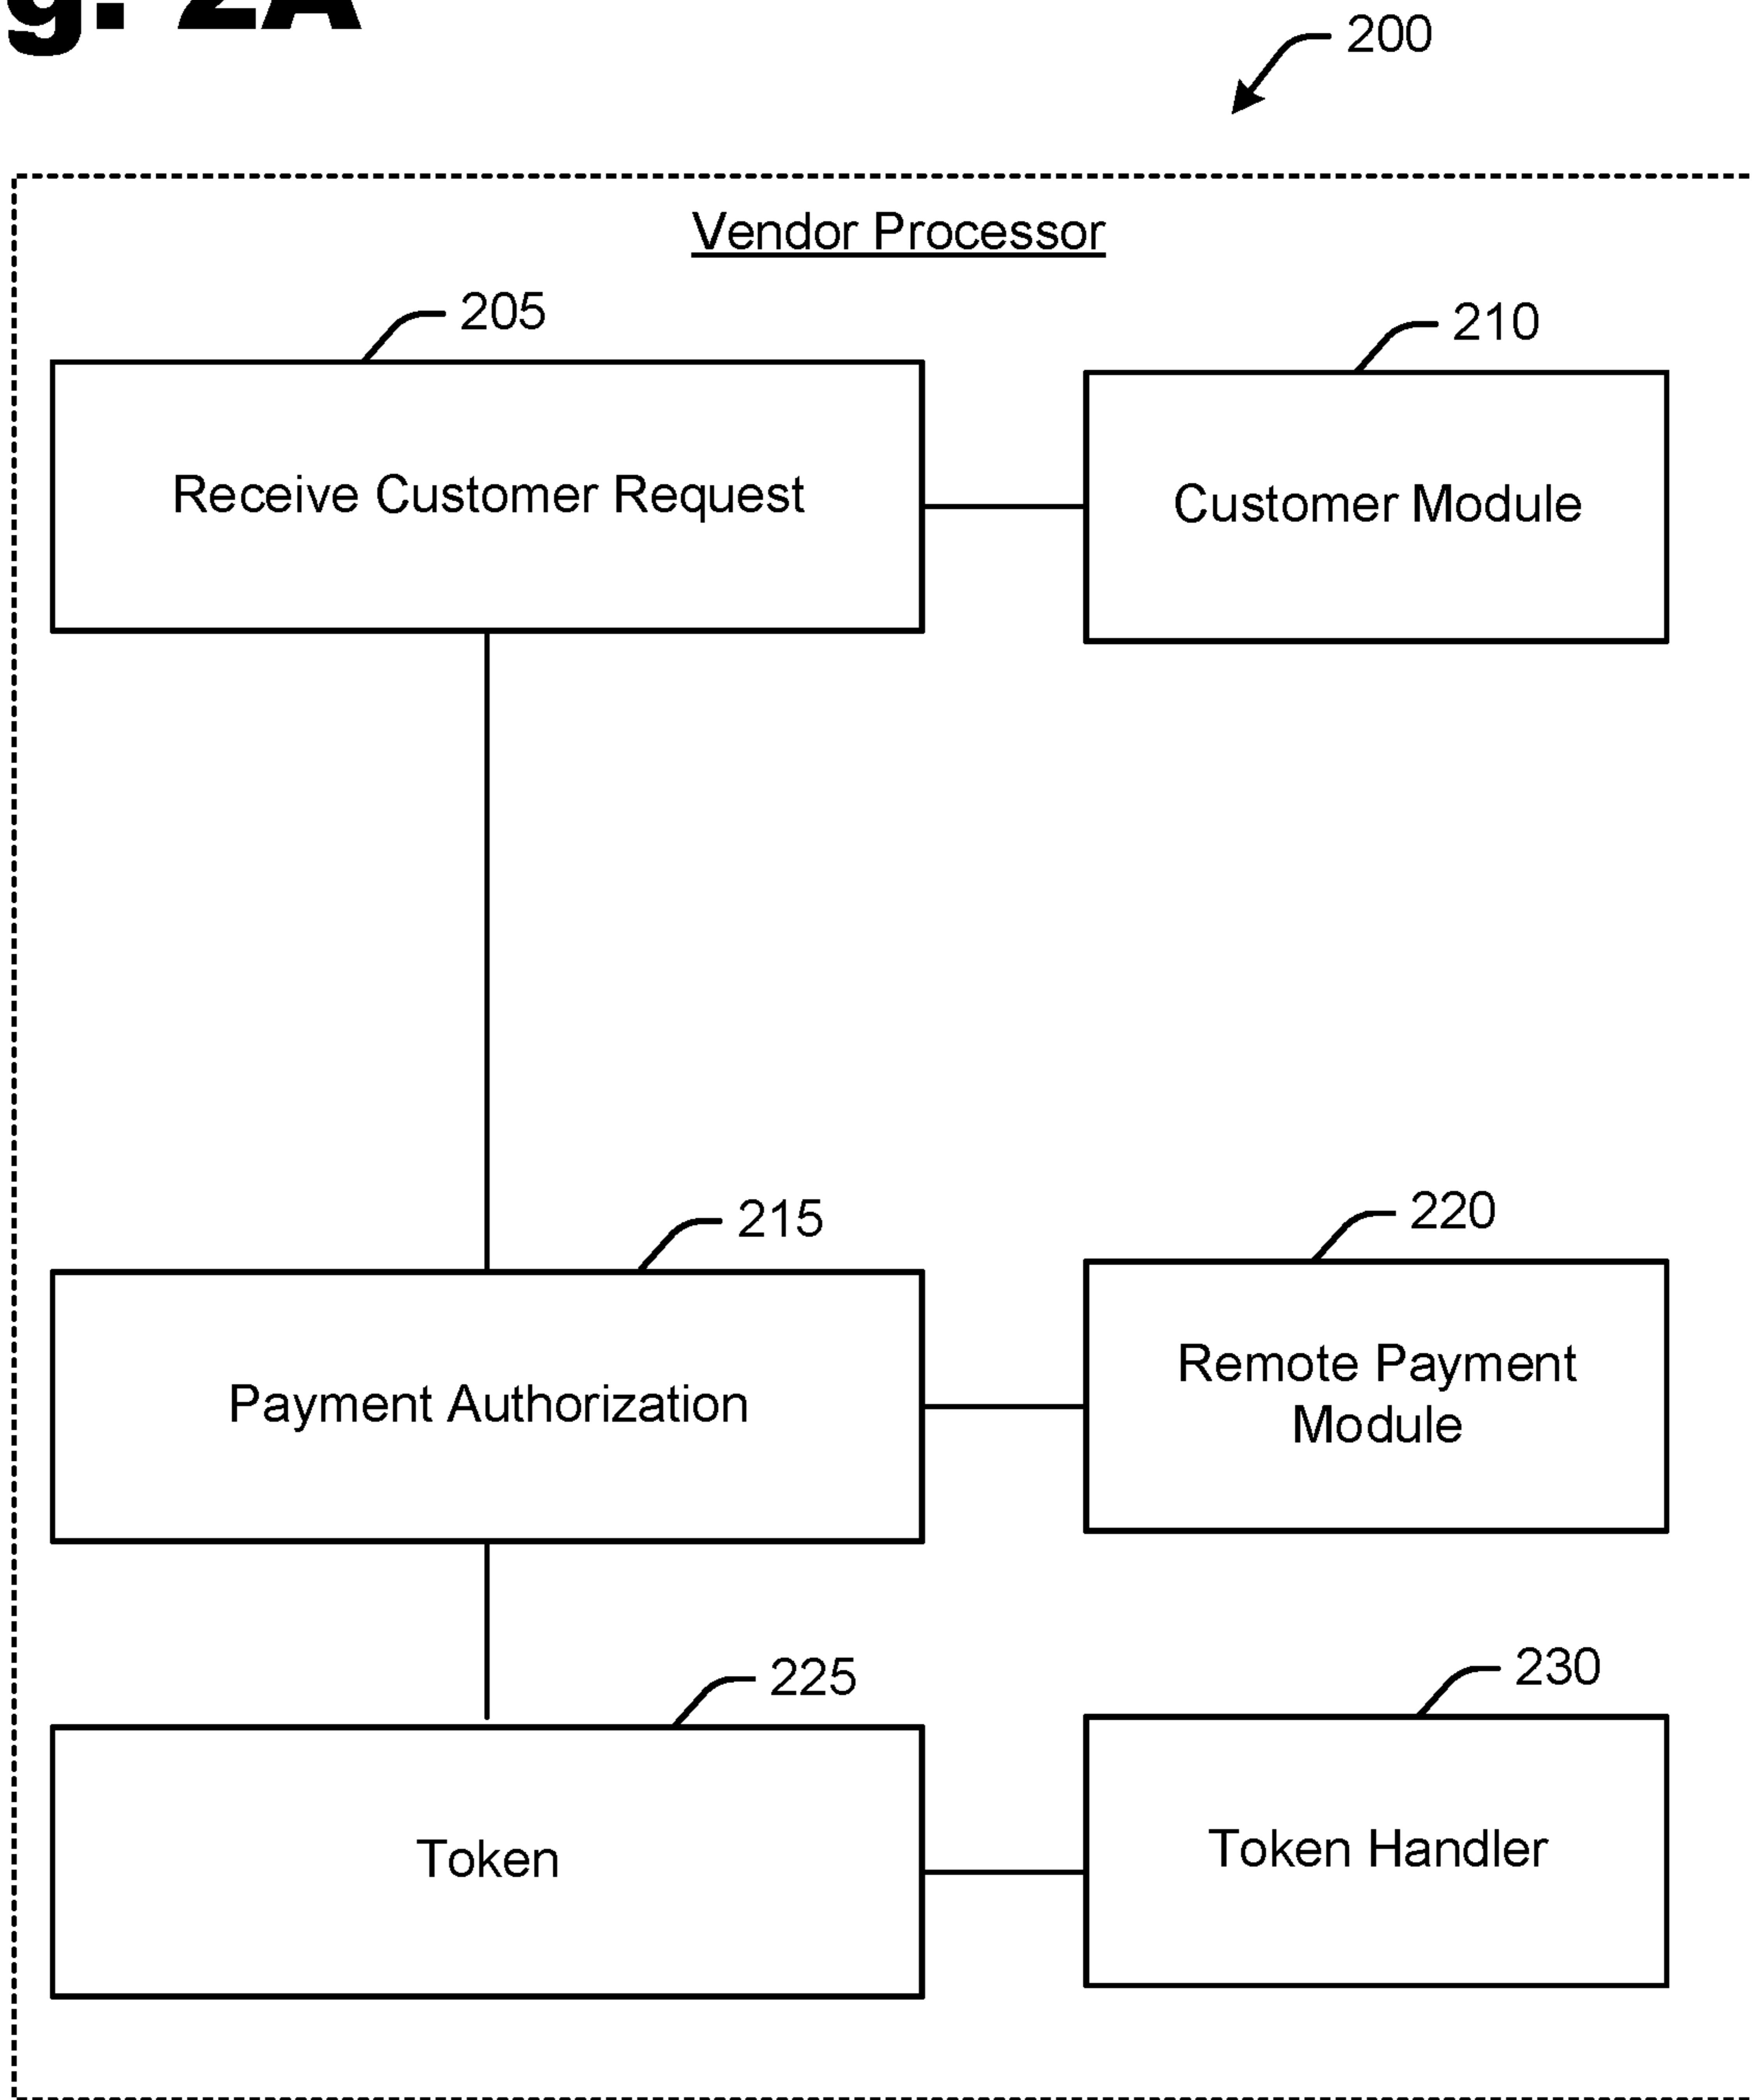 g. 2A
200
Vendor Processor
205
210
Receive Customer Request
Customer Module
215
220
Payment Authorization
Remote Payment
Module
225
230
Token
Token Handler